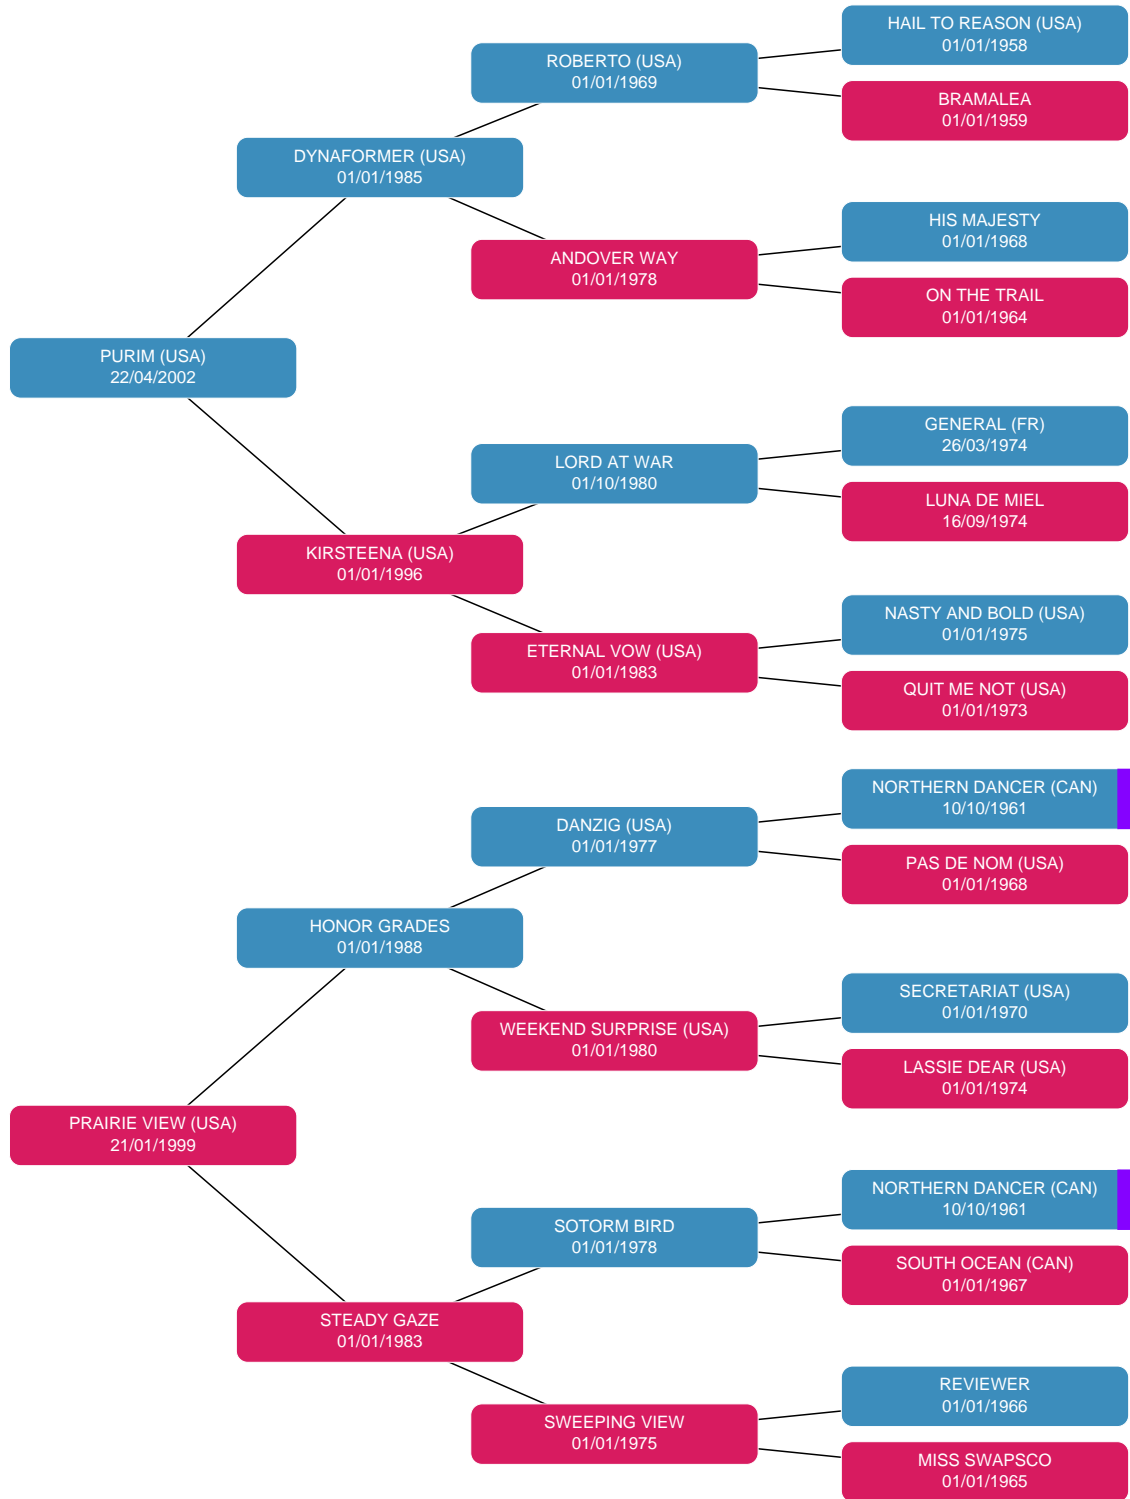 HAIL TO REASON (USA)
01/01/1958
ROBERTO (USA)
01/01/1969
BRAMALEA
01/01/1959
DYNAFORMER (USA)
01/01/1985
HIS MAJESTY
01/01/1968
ANDOVER WAY
01/01/1978
ON THE TRAIL
01/01/1964
PURIM (USA)
22/04/2002
GENERAL (FR)
26/03/1974
LORD AT WAR
01/10/1980
LUNA DE MIEL
16/09/1974
KIRSTEENA (USA)
01/01/1996
NASTY AND BOLD (USA)
01/01/1975
ETERNAL VOW (USA)
01/01/1983
QUIT ME NOT (USA)
01/01/1973
NORTHERN DANCER (CAN)
10/10/1961
DANZIG (USA)
01/01/1977
PAS DE NOM (USA)
01/01/1968
HONOR GRADES
01/01/1988
SECRETARIAT (USA)
01/01/1970
WEEKEND SURPRISE (USA)
01/01/1980
LASSIE DEAR (USA)
01/01/1974
PRAIRIE VIEW (USA)
21/01/1999
NORTHERN DANCER (CAN)
10/10/1961
SOTORM BIRD
01/01/1978
SOUTH OCEAN (CAN)
01/01/1967
STEADY GAZE
01/01/1983
REVIEWER
01/01/1966
SWEEPING VIEW
01/01/1975
MISS SWAPSCO
01/01/1965